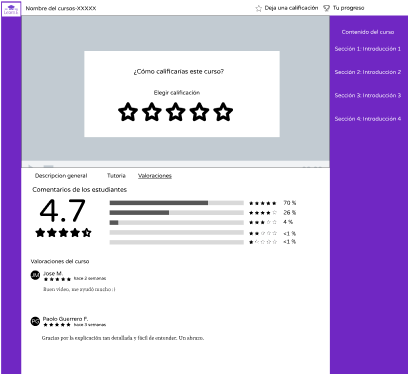 Nombre del cursos-XXXXX
Deja una calificación
Tu progreso
Contenido del curso
Sección 1: Introducción 1
Sección 2: Introducción 2
Sección 3: Introducción 3
Sección 4: Introducción 4
¿Cómo calificarías este curso?
Elegir calificación
Descripcion general
Tutoria
Valoraciones
Comentarios de los estudiantes
4.7
70 %
26 %
4 %
<1 %
<1 %
Valoraciones del curso
JM
Jose M.
hace 2 semanas
Buen video, me ayudó mucho :)
PG
Paolo Guerrero F.
hace 3 semanas
Gracias por la explicación tan detallada y fácil de entender. Un abrazo.